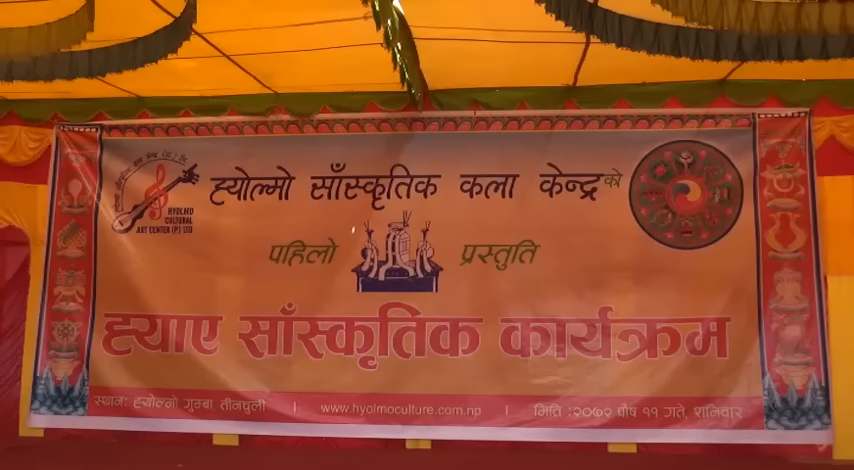 HYOLMO
CULTURAL
ART CENTER (P.) LTD
ह्योल्मो साँस्कृतिक कला केन्द्रको
पहिलो प्रस्तुति
ह्याए साँस्कृतिक कार्यक्रम
स्थानः ह्योल्मो गुम्बा, तीनचुली | www.hyolmoculture.com.np | मिति :२०७२ पौष ११ गते, शनिवार